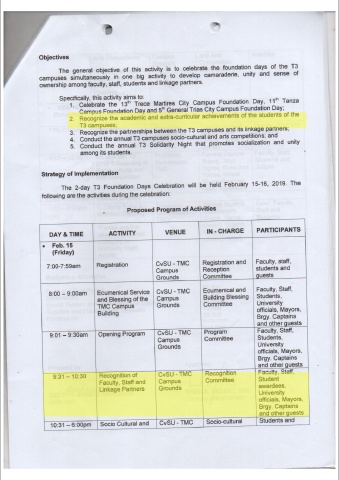 Objectives
The general objective of this activity is to celebrate the foundation days of the T3
campuses simultaneously in one big activity to develop camaraderie, unity and sense of
ownership among faculty, staff, students and linkage partners.
Specifically, this activity aims to:
1. Celebrate the 13th Trece Martires City Campus Foundation Day, 11th Tanza
Campus Foundation Day and 5th General Trias City Campus Foundation Day;
2. Recognize the academic and extra-curricular achievements of the students of the
T3 campuses;
3. Recognize the partnerships between the T3 campuses and its linkage partners;
4. Conduct the annual T3 campuses socio-cultural and arts competitions; and
5. Conduct the annual T3 Solidarity Night that promotes socialization and unity
among its students.
Strategy of Implementation
The 2-day T3 Foundation Days Celebration will be held February 15-16, 2019. The
following are the activities during the celebration:
Proposed Program of Activities
DAY & TIME ACTIVITY VENUE IN - CHARGE PARTICIPANTS
• Feb. 15
(Friday)
7:00-7:59am Registration CvSU - TMC Registration and Faculty, staff,
Campus Reception students and
Grounds Committee guests
8:00 – 9:00am Ecumenical Service CvSU - TMC Ecumenical and Faculty, Staff,
and Blessing of the Campus Building Blessing Students,
TMC Campus Grounds Committee University
Building officials, Mayors,
Brgy. Captains
and other guests
9:01 – 9:30am Opening Program CvSU - TMC Program Faculty, staff,
Campus Committee Students,
Grounds University
officials, Mayors,
Brgy. Captains
and other guests
9:31 – 10:30 Recognition of CvSU - TMC Recognition Faculty, Staff,
Faculty, Staff and Campus Committee Student
Linkage Partners Grounds awardees,
University
officials, Mayors,
Brgy. Captains
and other guests
10:31 – 6:00pm Socio Cultural and CvSU - TMC Socio-cultural Students and